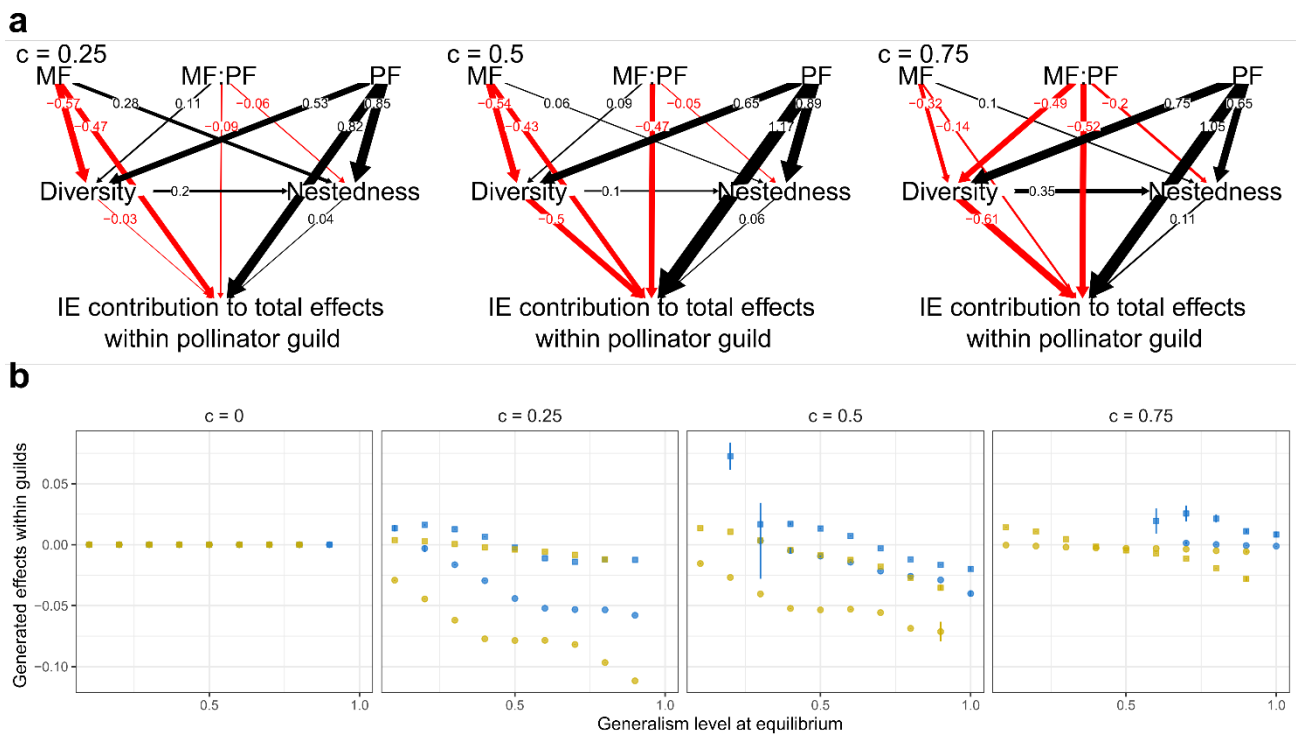 a
c = 0.25
MF MF:PF PF
−0.57 0.28 0.11 −0.06 0.53 0.85
−0.47 −0.09 0.82
Diversity 0.2 Nestedness
−0.03 0.04
IE contribution to total effects
within pollinator guild
c = 0.5
MF MF:PF PF
−0.54 0.06 0.09 −0.05 0.65 0.89
−0.43 −0.47 1.17
Diversity −0.1 Nestedness
−0.5 0.06
IE contribution to total effects
within pollinator guild
c = 0.75
MF MF:PF PF
−0.32 0.1 −0.49 −0.2 0.75 0.65
−0.14 −0.52 1.05
Diversity 0.35 Nestedness
−0.61 0.11
IE contribution to total effects
within pollinator guild
b
c = 0 c = 0.25 c = 0.5 c = 0.75
Generated effects within guilds
0.05
0.00
−0.05
−0.10
0.5 1.0 0.5 1.0 0.5 1.0 0.5 1.0
Generalism level at equilibrium